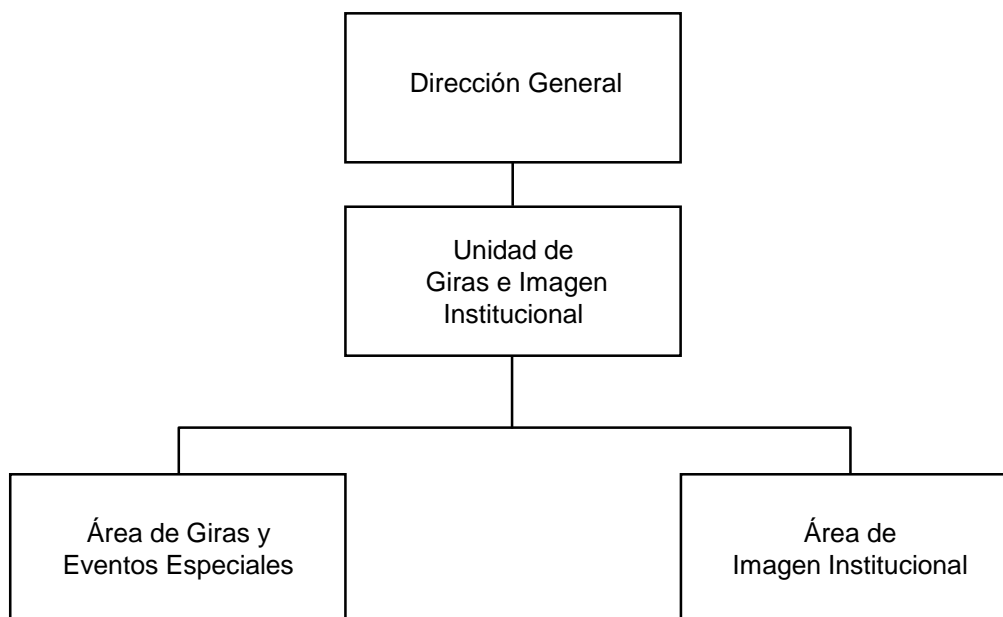 Dirección General
Unidad de
Giras e Imagen
Institucional
Área de Giras y
Eventos Especiales
Área de
Imagen Institucional